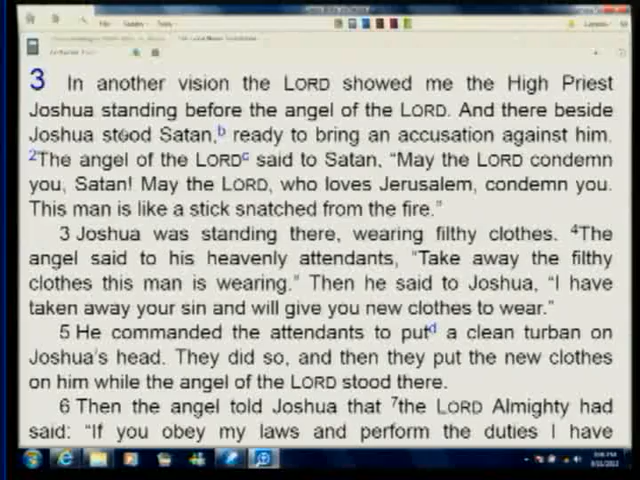 3 In another vision the LORD showed me the High Priest
Joshua standing before the angel of the LORD. And there beside
Joshua stood Satan,b ready to bring an accusation against him.
2The angel of the LORDc said to Satan, “May the LORD condemn
you, Satan! May the LORD, who loves Jerusalem, condemn you.
This man is like a stick snatched from the fire.”
3 Joshua was standing there, wearing filthy clothes. 4The
angel said to his heavenly attendants, “Take away the filthy
clothes this man is wearing.” Then he said to Joshua, “I have
taken away your sin and will give you new clothes to wear.”
5 He commanded the attendants to putd a clean turban on
Joshua’s head. They did so, and then they put the new clothes
on him while the angel of the LORD stood there.
6 Then the angel told Joshua that 7the LORD Almighty had
said: “If you obey my laws and perform the duties I have